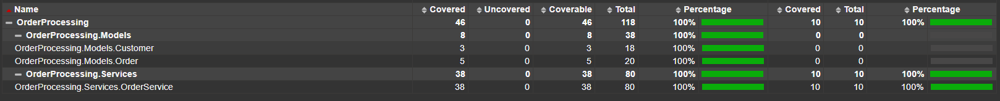 Name Covered Uncovered Coverable Total Percentage Covered Total Percentage
OrderProcessing 46 0 46 118 100% 10 10 100%
OrderProcessing.Models 8 0 8 38 100% 0 0
OrderProcessing.Models.Customer 3 0 3 18 100% 0 0
OrderProcessing.Models.Order 5 0 5 20 100% 0 0
OrderProcessing.Services 38 0 38 80 100% 10 10 100%
OrderProcessing.Services.OrderService 38 0 38 80 100% 10 10 100%